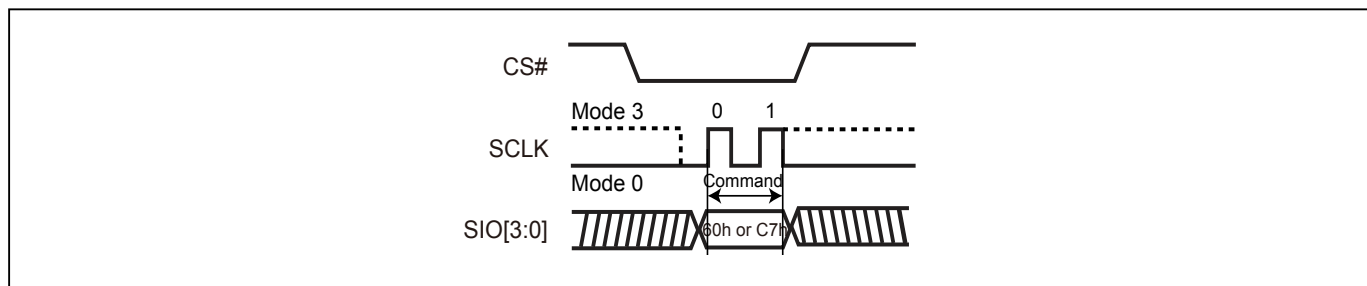 CS#
Mode 3 0 1
SCLK
Mode 0 Command
SIO[3:0] 60h or C7h